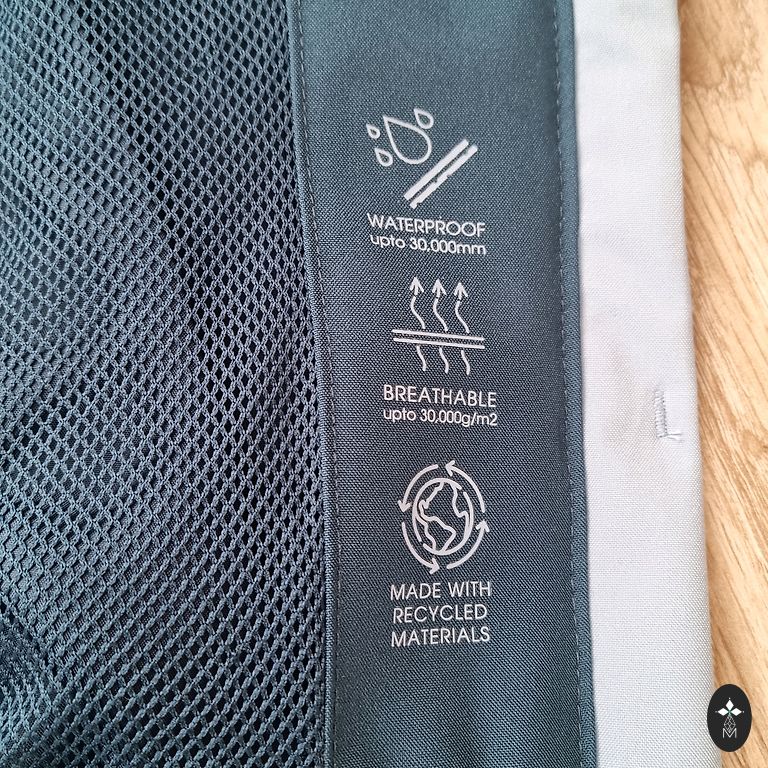 WATERPROOF
upto 30.000mm
BREATHABLE
upto 30,000g/m2
MADE WITH
RECYCLED
MATERIALS
M